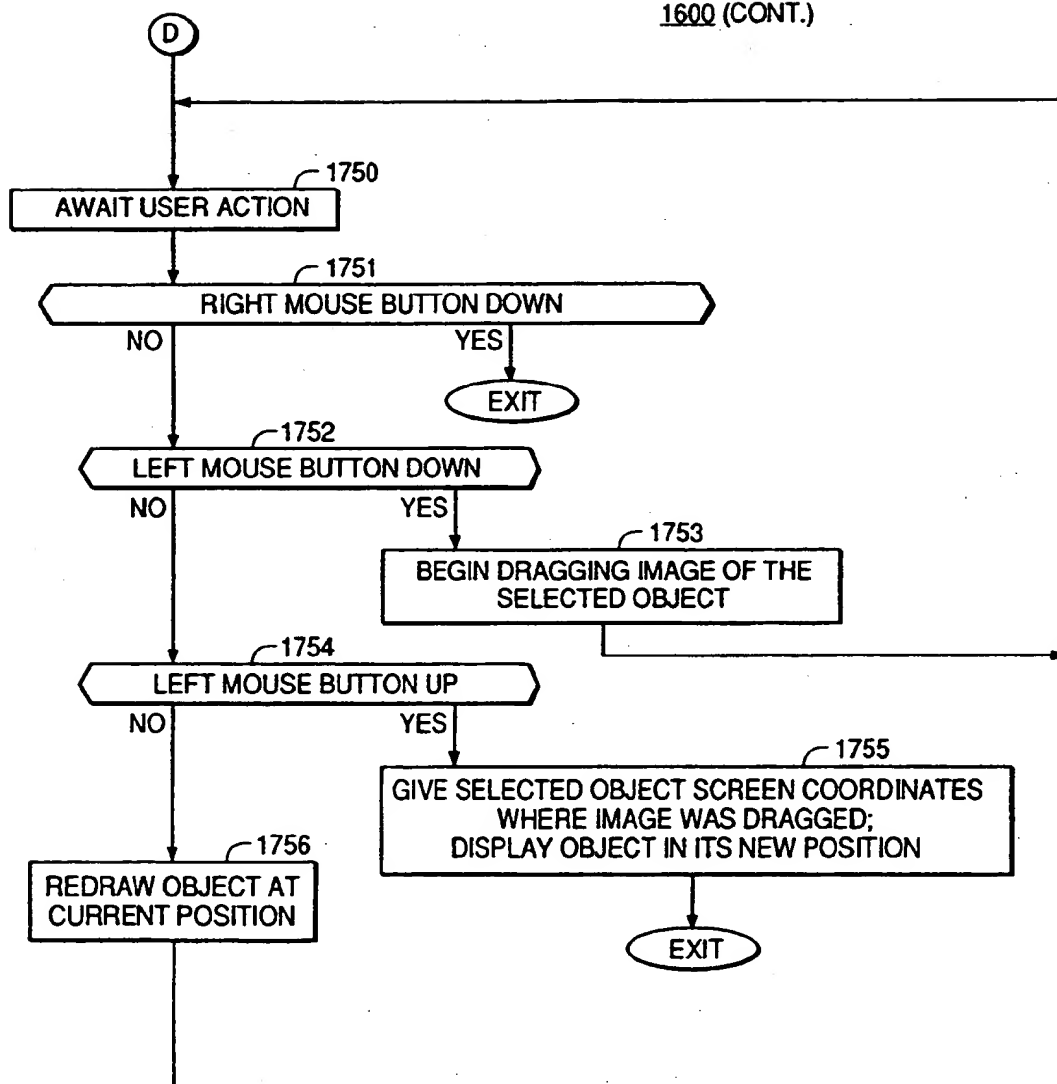 1600 (CONT.)
D
1750
AWAIT USER ACTION
1751
RIGHT MOUSE BUTTON DOWN
NO
YES
EXIT
1752
LEFT MOUSE BUTTON DOWN
NO
YES
1753
BEGIN DRAGGING IMAGE OF THE
SELECTED OBJECT
1754
LEFT MOUSE BUTTON UP
NO
YES
1755
GIVE SELECTED OBJECT SCREEN COORDINATES
WHERE IMAGE WAS DRAGGED;
DISPLAY OBJECT IN ITS NEW POSITION
1756
REDRAW OBJECT AT
CURRENT POSITION
EXIT